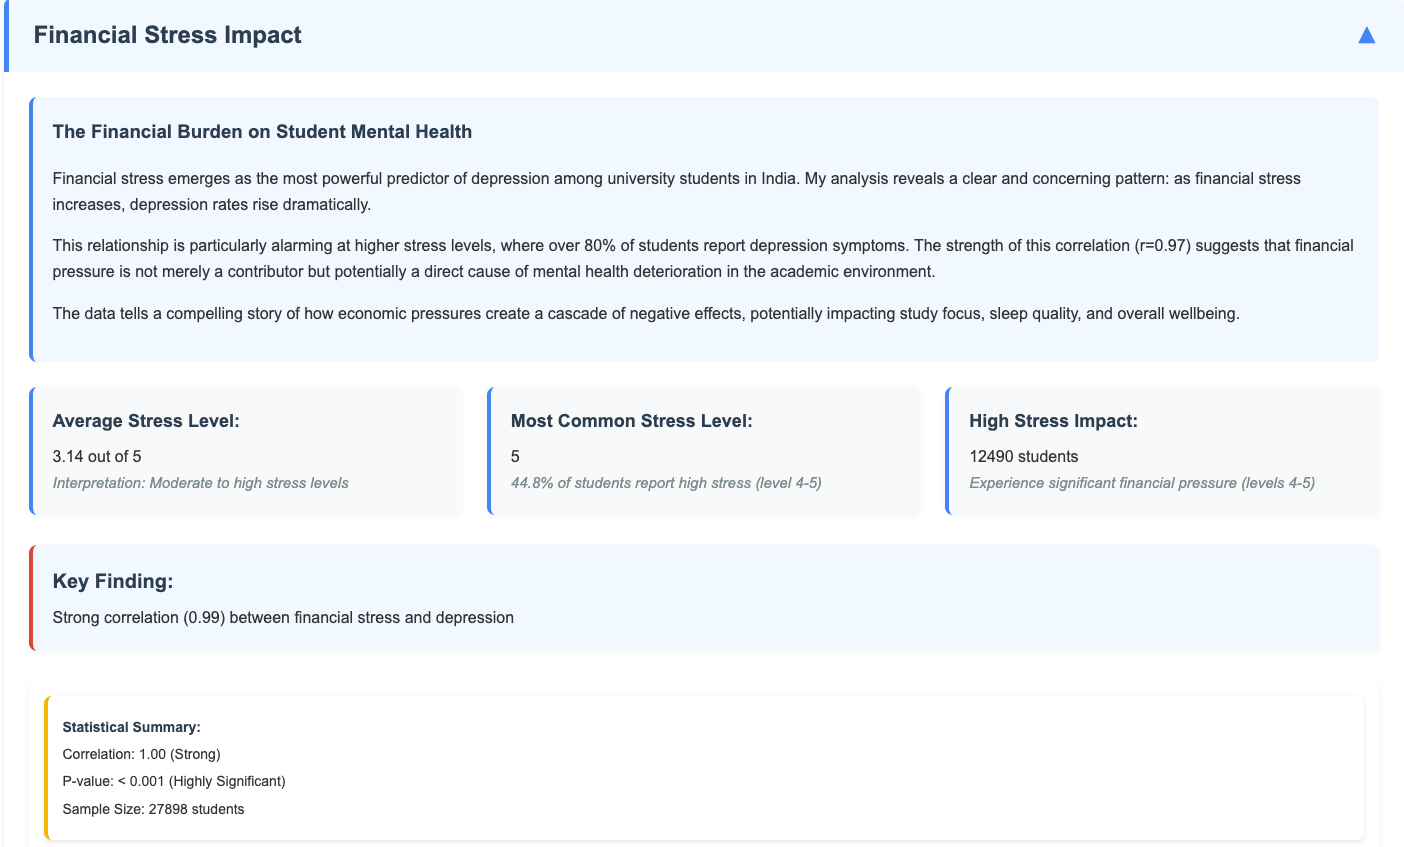 Financial Stress Impact
The Financial Burden on Student Mental Health
Financial stress emerges as the most powerful predictor of depression among university students in India. My analysis reveals a clear and concerning pattern: as financial stress
increases, depression rates rise dramatically.
This relationship is particularly alarming at higher stress levels, where over 80% of students report depression symptoms. The strength of this correlation (r=0.97) suggests that financial
pressure is not merely a contributor but potentially a direct cause of mental health deterioration in the academic environment.
The data tells a compelling story of how economic pressures create a cascade of negative effects, potentially impacting study focus, sleep quality, and overall wellbeing.
Average Stress Level:
3.14 out of 5
Interpretation: Moderate to high stress levels
Most Common Stress Level:
5
44.8% of students report high stress (level 4-5)
High Stress Impact:
12490 students
Experience significant financial pressure (levels 4-5)
Key Finding:
Strong correlation (0.99) between financial stress and depression
Statistical Summary:
Correlation: 1.00 (Strong)
P-value: < 0.001 (Highly Significant)
Sample Size: 27898 students